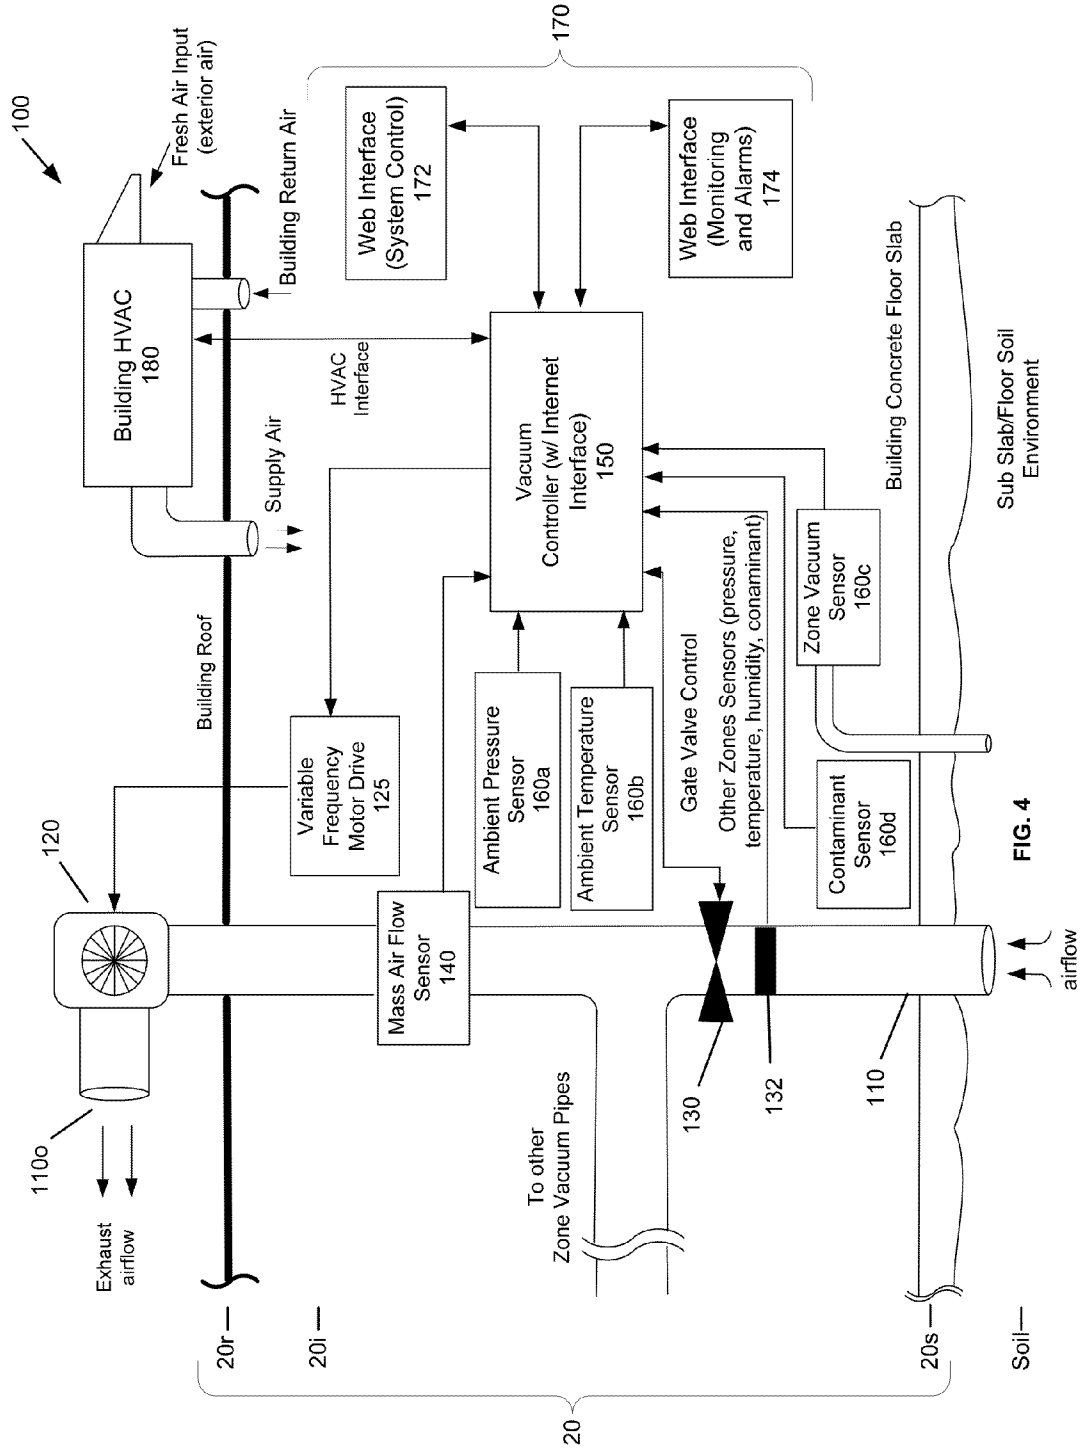 100
Fresh Air Input
(exterior air)
Building HVAC
180
Building Return Air
Supply Air
120
110o
Exhaust
airflow
Building Roof
20r
20i
HVAC
Interface
Variable
Frequency
Motor Drive
125
Web Interface
(System Control)
172
170
Web Interface
(Monitoring
and Alarms)
174
Vacuum
Controller (w/ Internet
Interface)
150
Mass Air Flow
Sensor
140
Ambient Pressure
Sensor
160a
Ambient Temperature
Sensor
160b
To other
Zone Vacuum Pipes
Gate Valve Control
Other Zones Sensors (pressure,
temperature, humidity, conaminant)
130
132
110
Zone Vacuum
Sensor
160c
Contaminant
Sensor
160d
Building Concrete Floor Slab
20s
20
Sub Slab/Floor Soil
Environment
Soil
airflow
FIG. 4